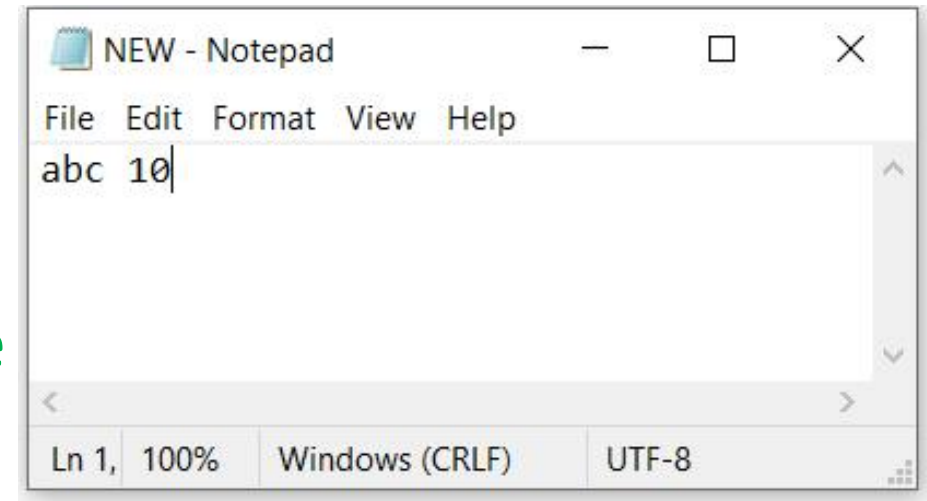 NEW - Notepad
File Edit Format View Help
abc 10
e
Ln 1, 100% Windows (CRLF) UTF-8